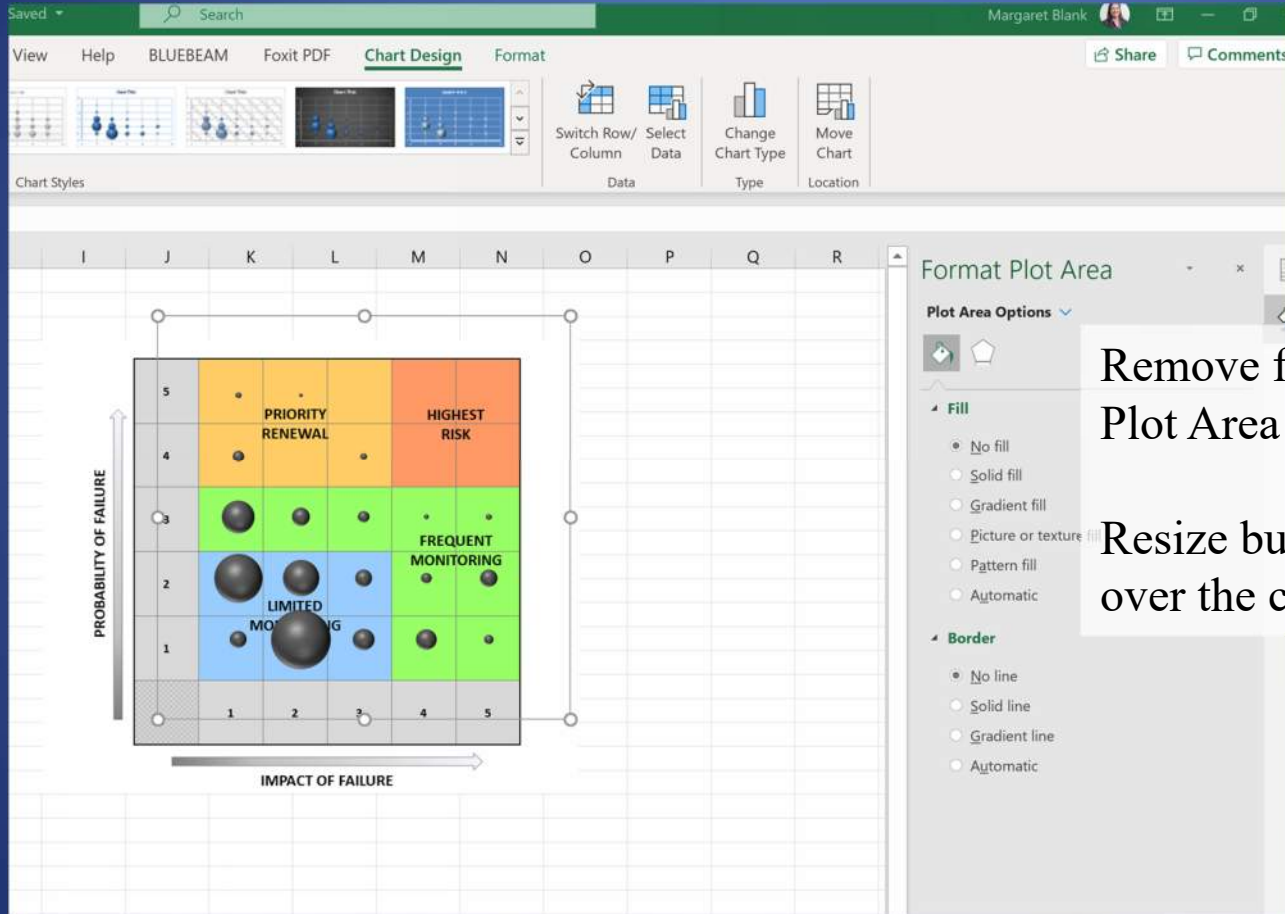 Saved
Search
Margaret Blank
View Help BLUEBEAM Foxit PDF Chart Design Format
Share Comments
Switch Row/ Column
Select Data
Change Chart Type
Move Chart
Chart Styles
Data
Type
Location
I J K L M N O P Q R
Format Plot Area
Plot Area Options
Fill
No fill
Solid fill
Gradient fill
Picture or texture fill
Pattern fill
Automatic
Border
No line
Solid line
Gradient line
Automatic
Remove f
Plot Area
Resize bu
over the c
PROBABILITY OF FAILURE
5
4
3
2
1
PRIORITY
RENEWAL
HIGHEST
RISK
FREQUENT
MONITORING
LIMITED
1 2 3 4 5
IMPACT OF FAILURE